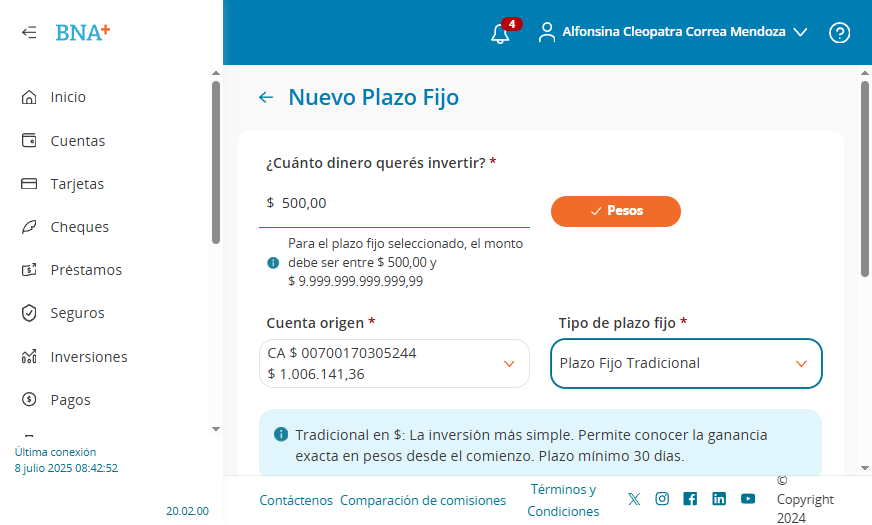 BNA+
4
Alfonsina Cleopatra Correa Mendoza
Inicio
Cuentas
Tarjetas
Cheques
Préstamos
Seguros
Inversiones
Pagos
Última conexión
8 julio 2025 08:42:52
20.02.00
Nuevo Plazo Fijo
¿Cuánto dinero querés invertir? *
$ 500,00
Pesos
Para el plazo fijo seleccionado, el monto
debe ser entre $ 500,00 y
$ 9.999.999.999.999,99
Cuenta origen *
CA $ 00700170305244
$ 1.006.141,36
Tipo de plazo fijo *
Plazo Fijo Tradicional
Tradicional en $: La inversión más simple. Permite conocer la ganancia
exacta en pesos desde el comienzo. Plazo mínimo 30 días.
Contáctenos
Comparación de comisiones
Términos y
Condiciones
©
Copyright
2024